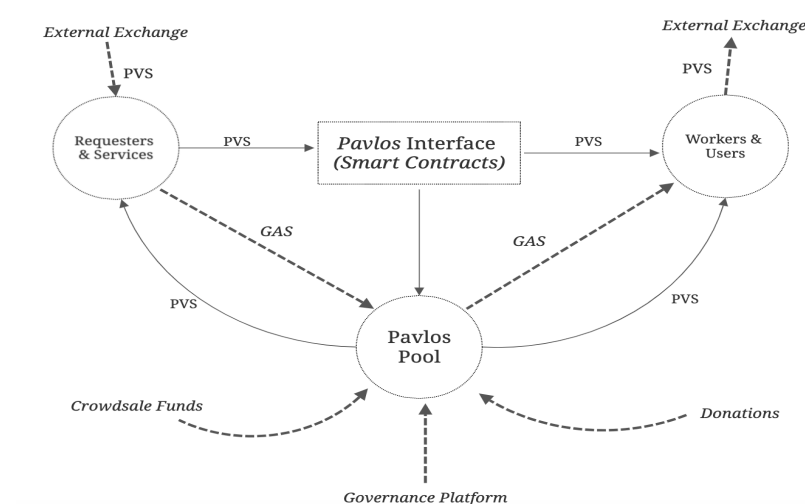 External Exchange
External Exchange
PVS
PVS
Requesters
& Services
PVS
Pavlos Interface
(Smart Contracts)
PVS
Workers &
Users
GAS
GAS
PVS
PVS
Pavlos
Pool
Crowdsale Funds
Donations
Governance Platform